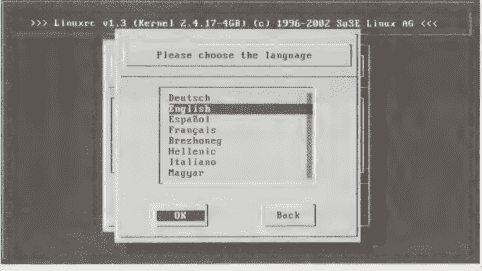 >>> Linuxrc v1.3 (Kernel 2.4.17-4GB) (c) 1996-2002 SuSE Linux AG <<<
Please choose the language
Deutsch
English
Español
Français
Brezhoneg
Hellenic
Italiano
Magyar
OK
Back